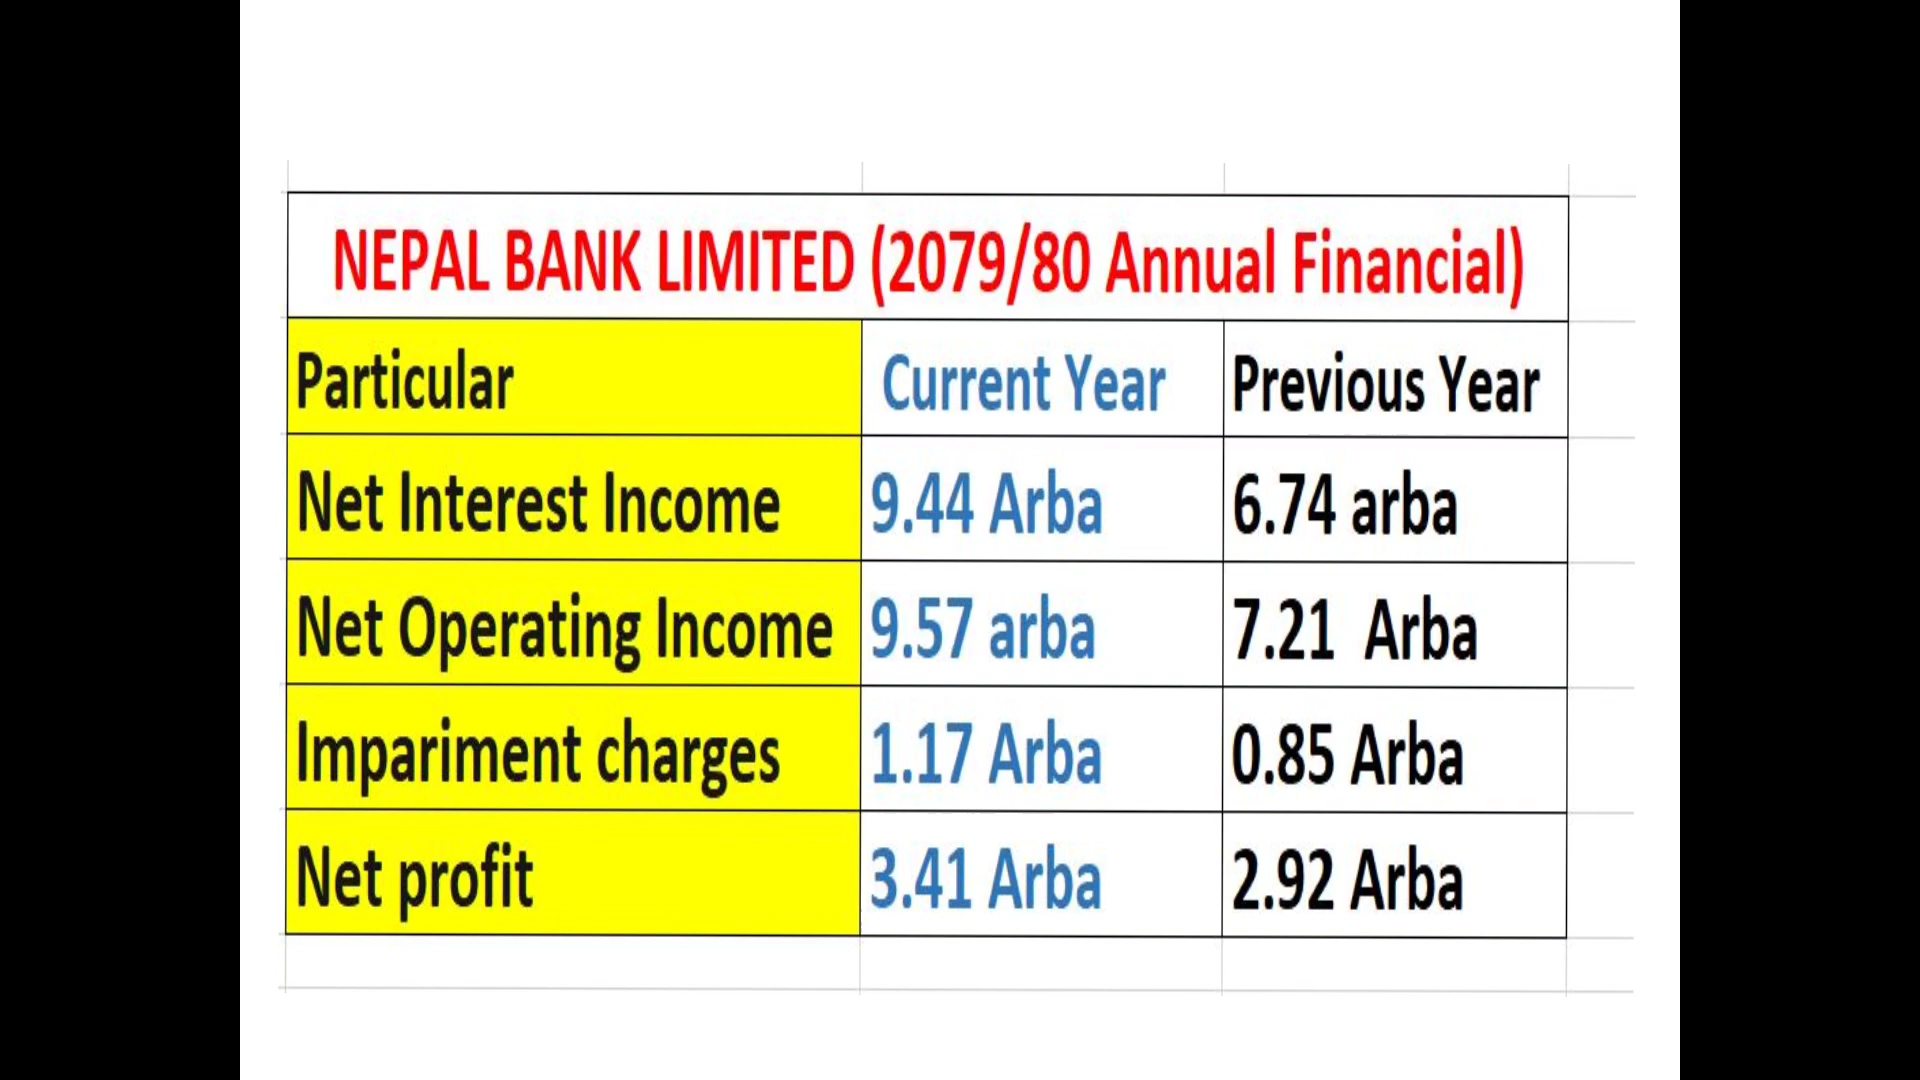 NEPAL BANK LIMITED (2079/80 Annual Financial)
Particular Current Year Previous Year
Net Interest Income 9.44 Arba 6.74 arba
Net Operating Income 9.57 arba 7.21 Arba
Impariment charges 1.17 Arba 0.85 Arba
Net profit 3.41 Arba 2.92 Arba